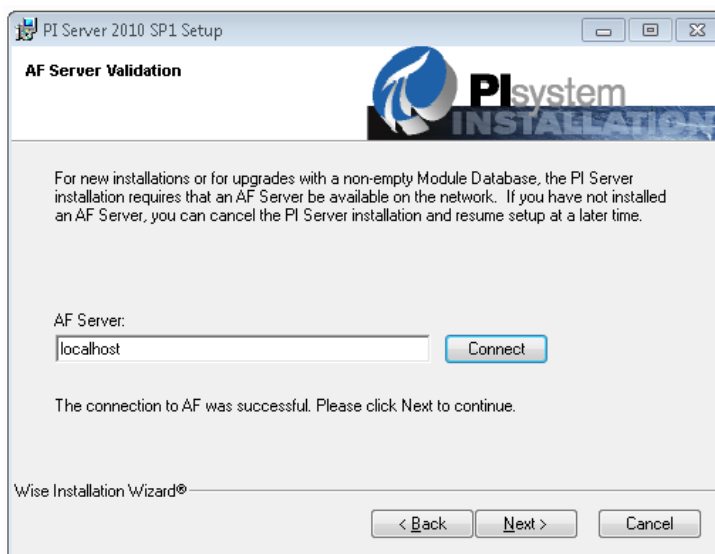 PI Server 2010 SP1 Setup
AF Server Validation
PIsystem
INSTALLATION
For new installations or for upgrades with a non-empty Module Database, the PI Server
installation requires that an AF Server be available on the network.  If you have not installed
an AF Server, you can cancel the PI Server installation and resume setup at a later time.
AF Server:
localhost
Connect
The connection to AF was successful. Please click Next to continue.
Wise Installation Wizard®
< Back
Next >
Cancel